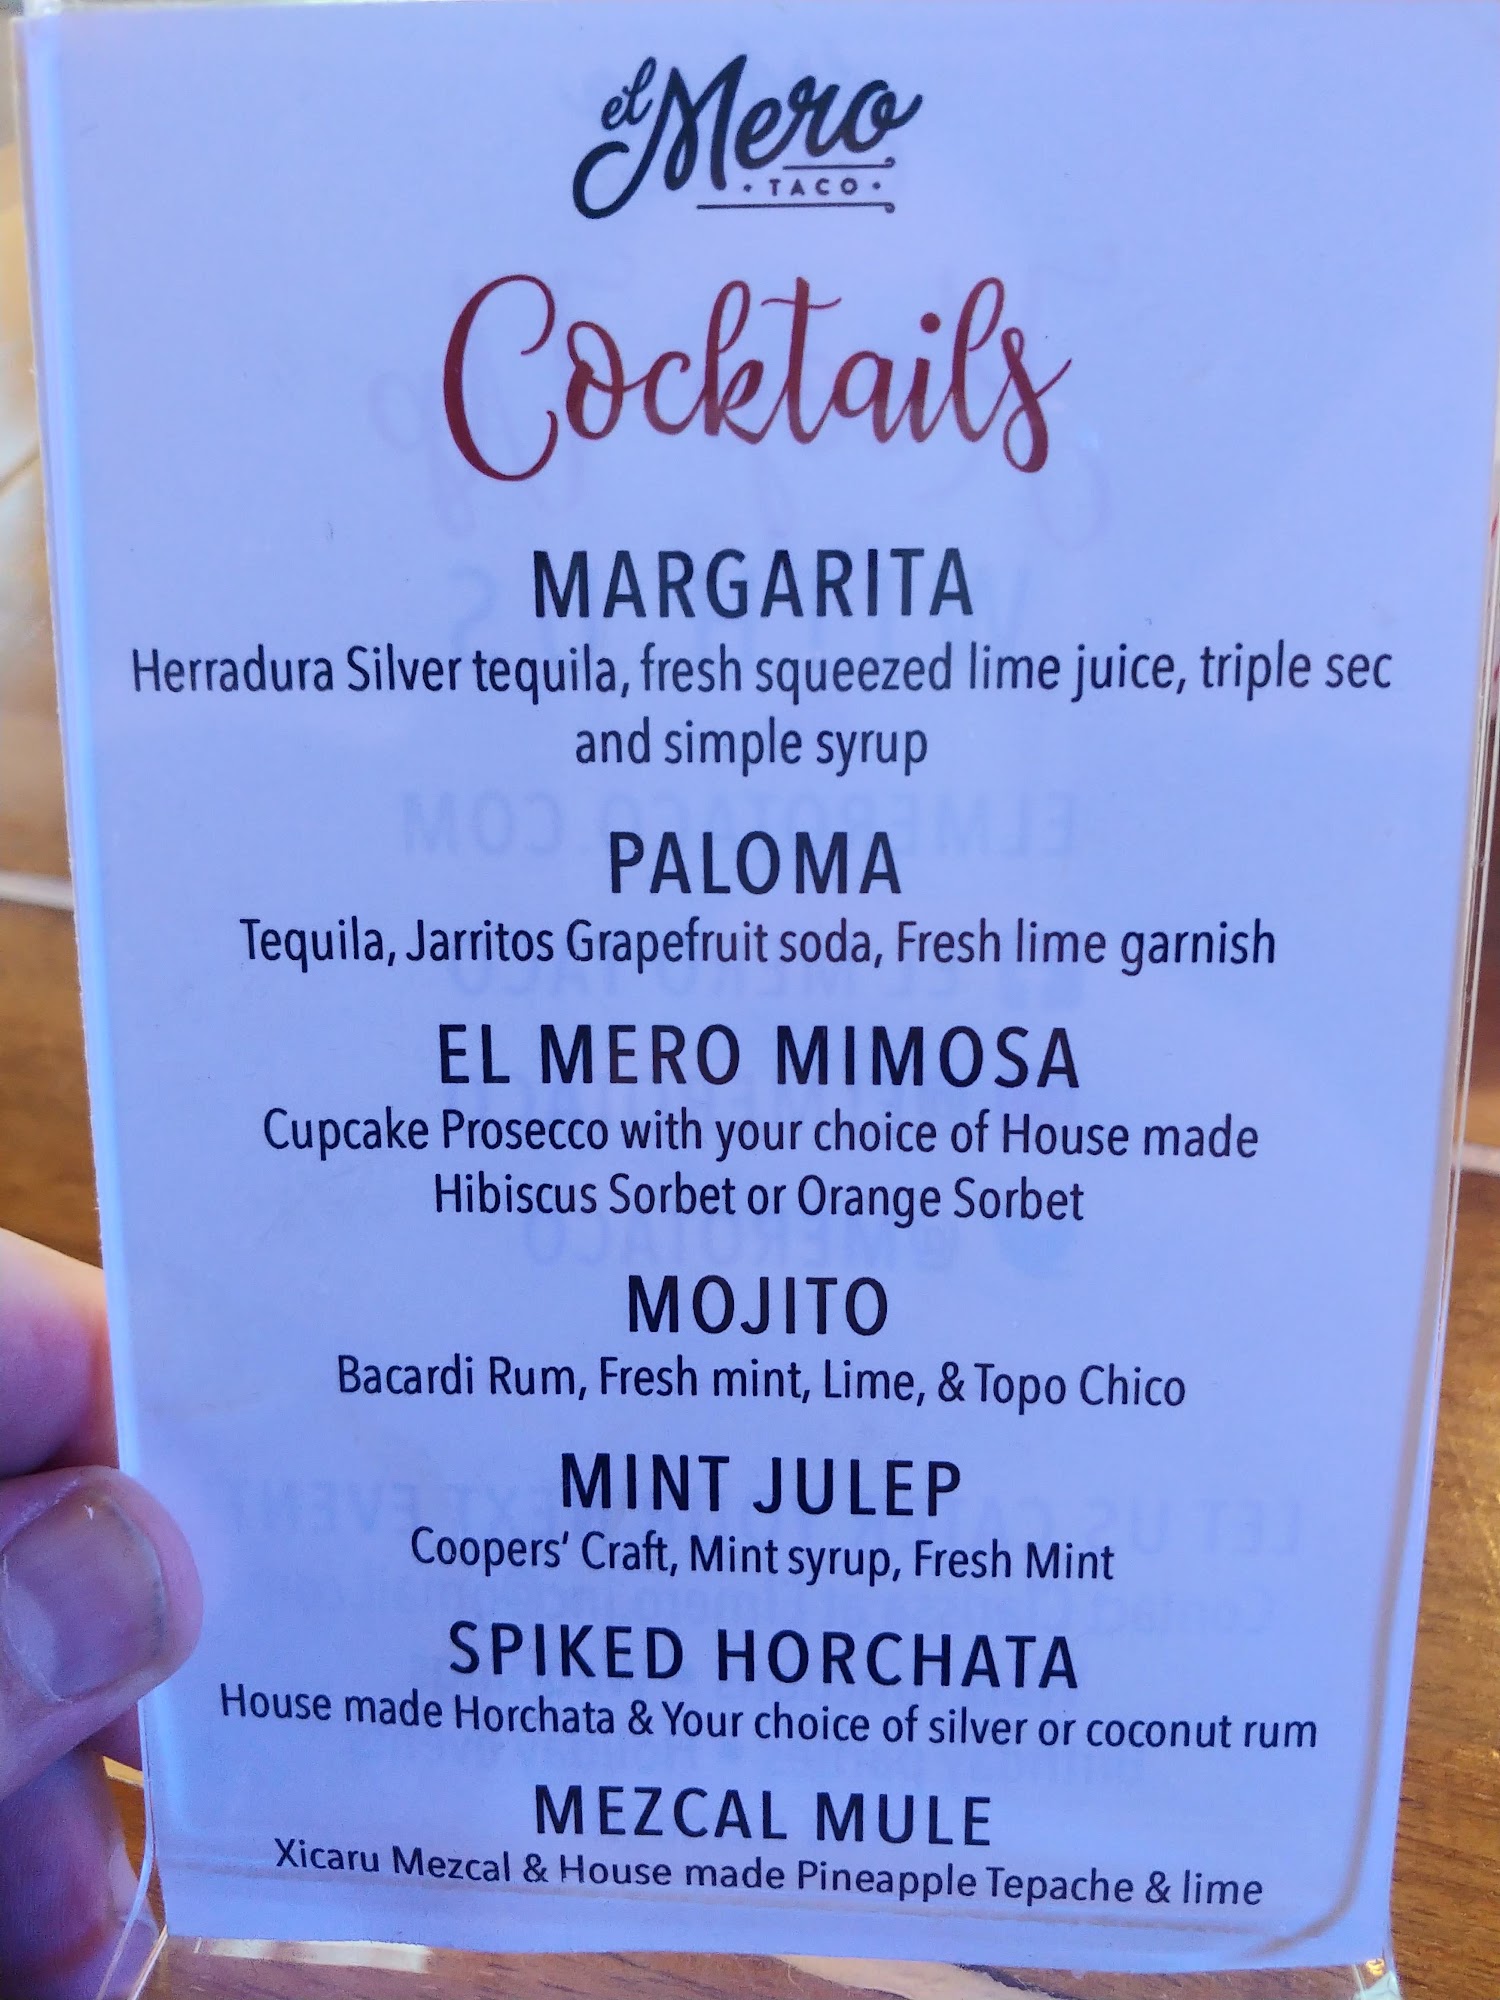 el Mero
• TACO •
Cocktails
MARGARITA
Herradura Silver tequila, fresh squeezed lime juice, triple sec
and simple syrup
PALOMA
Tequila, Jarritos Grapefruit soda, Fresh lime garnish
EL MERO MIMOSA
Cupcake Prosecco with your choice of House made
Hibiscus Sorbet or Orange Sorbet
MOJITO
Bacardi Rum, Fresh mint, Lime, & Topo Chico
MINT JULEP
Coopers' Craft, Mint syrup, Fresh Mint
SPIKED HORCHATA
House made Horchata & Your choice of silver or coconut rum
MEZCAL MULE
Xicaru Mezcal & House made Pineapple Tepache & lime